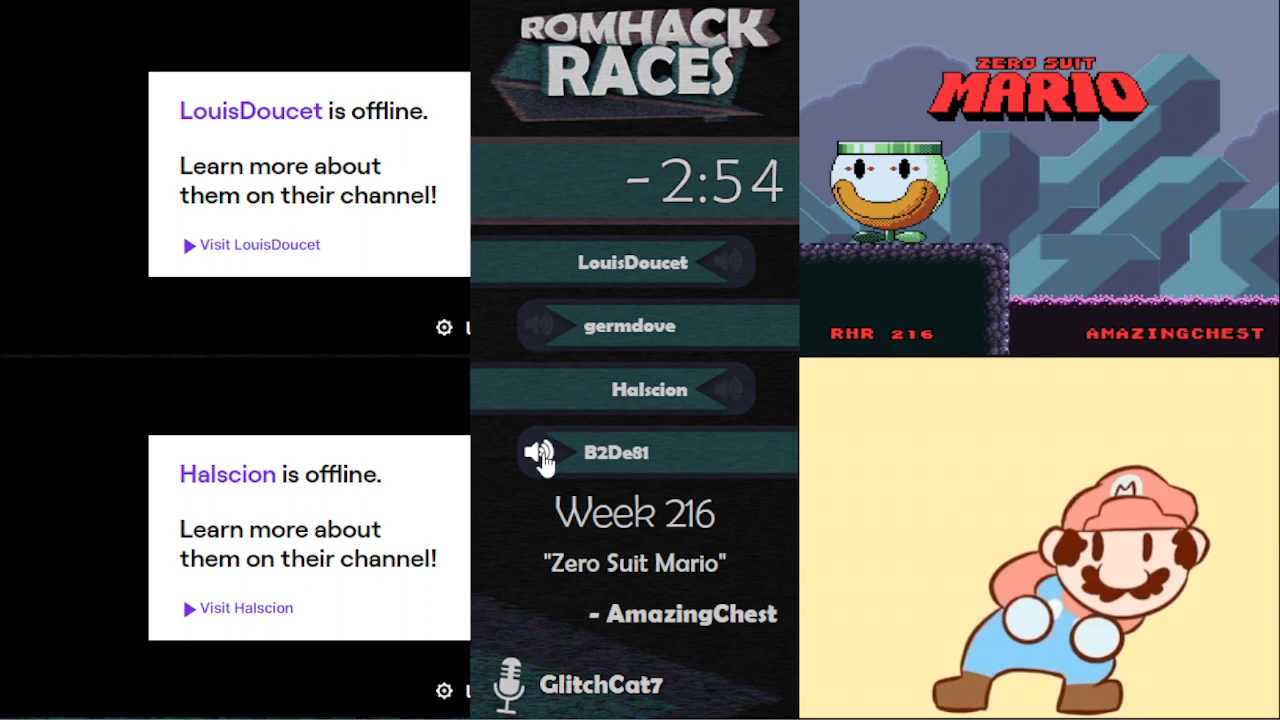 LouisDoucet is offline.
Learn more about
them on their channel!
Visit LouisDoucet
Halscion is offline.
Learn more about
them on their channel!
Visit Halscion
ROMHACK
RACES
-2:54
LouisDoucet
germdove
Halscion
B2De81
Week 216
"Zero Suit Mario"
- AmazingChest
GlitchCat7
ZERO SUIT
MARIO
RHR 216
AMAZINGCHEST
M